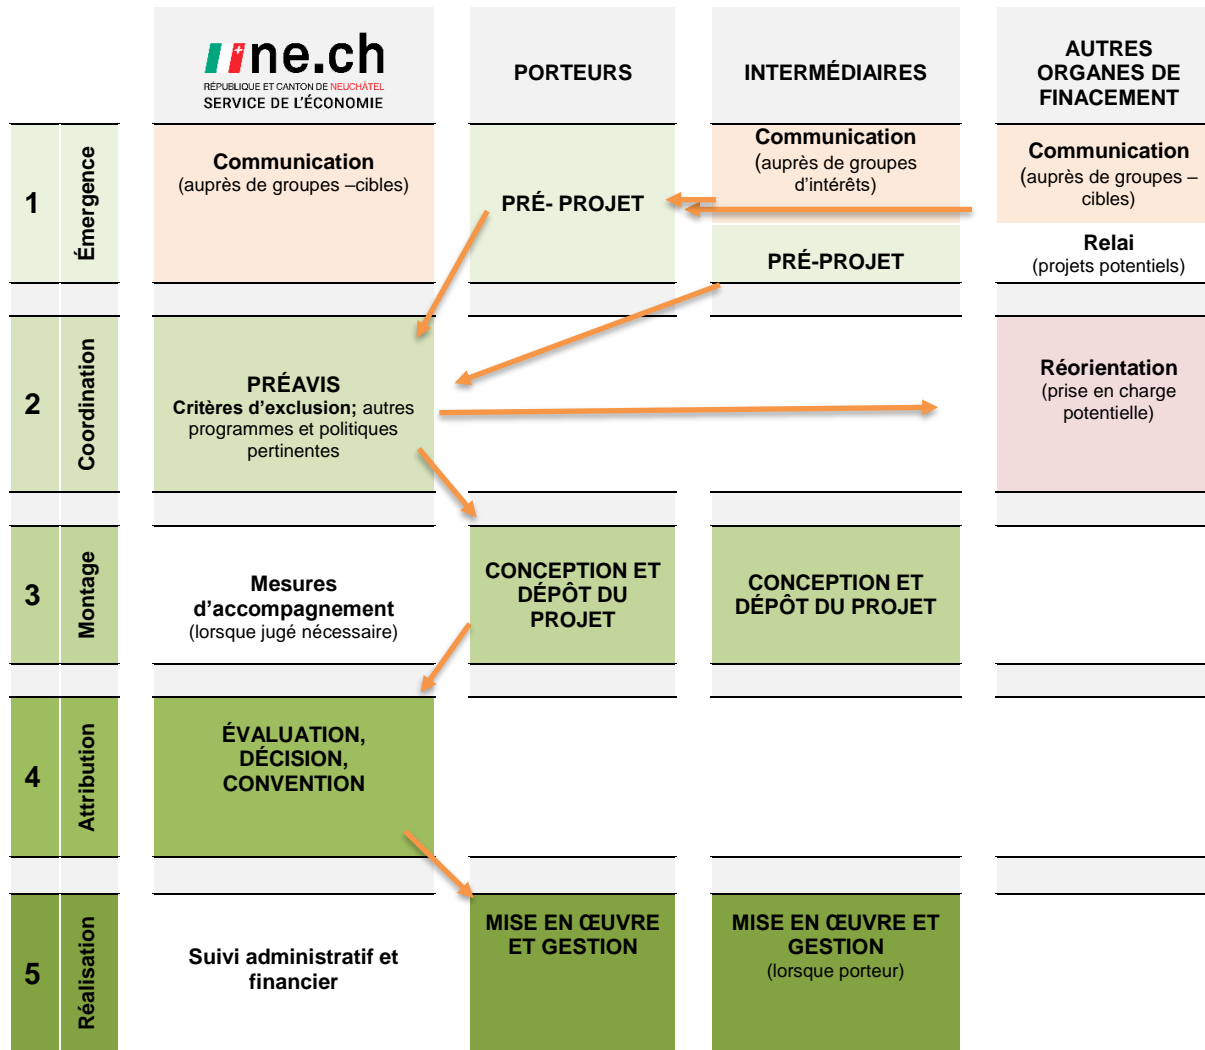 ne.ch
RÉPUBLIQUE ET CANTON DE NEUCHÂTEL
SERVICE DE L'ÉCONOMIE
PORTEURS
INTERMÉDIAIRES
AUTRES
ORGANES DE
FINACEMENT
1
Émergence
Communication
(auprès de groupes –cibles)
PRÉ- PROJET
Communication
(auprès de groupes
d'intérêts)
PRÉ-PROJET
Communication
(auprès de groupes –
cibles)
Relai
(projets potentiels)
2
Coordination
PRÉAVIS
Critères d'exclusion; autres
programmes et politiques
pertinentes
Réorientation
(prise en charge
potentielle)
3
Montage
Mesures
d'accompagnement
(lorsque jugé nécessaire)
CONCEPTION ET
DÉPÔT DU
PROJET
CONCEPTION ET
DÉPÔT DU PROJET
4
Attribution
ÉVALUATION,
DÉCISION,
CONVENTION
5
Réalisation
Suivi administratif et
financier
MISE EN ŒUVRE
ET GESTION
MISE EN ŒUVRE ET
GESTION
(lorsque porteur)